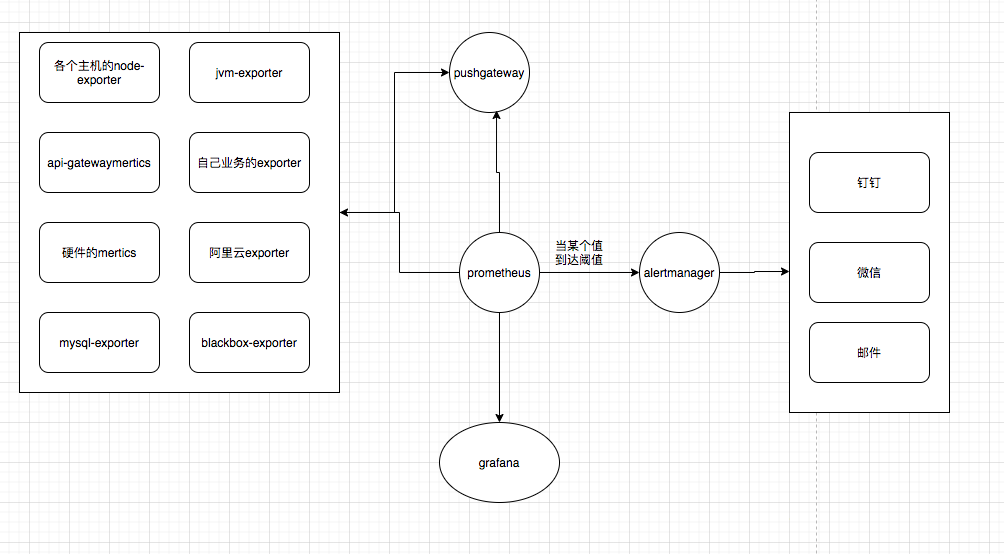 各个主机的node-
exporter
jvm-exporter
api-gatewaymertics
自己业务的exporter
硬件的mertics
阿里云exporter
mysql-exporter
blackbox-exporter
pushgateway
prometheus
当某个值
到达阈值
alertmanager
grafana
钉钉
微信
邮件